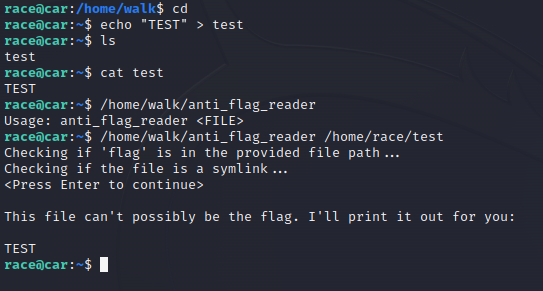 race@car:/home/walk$ cd
race@car:~$ echo "TEST" > test
race@car:~$ ls
test
race@car:~$ cat test
TEST
race@car:~$ /home/walk/anti_flag_reader
Usage: anti_flag_reader <FILE>
race@car:~$ /home/walk/anti_flag_reader /home/race/test
Checking if 'flag' is in the provided file path...
Checking if the file is a symlink...
<Press Enter to continue>
This file can't possibly be the flag. I'll print it out for you:
TEST
race@car:~$